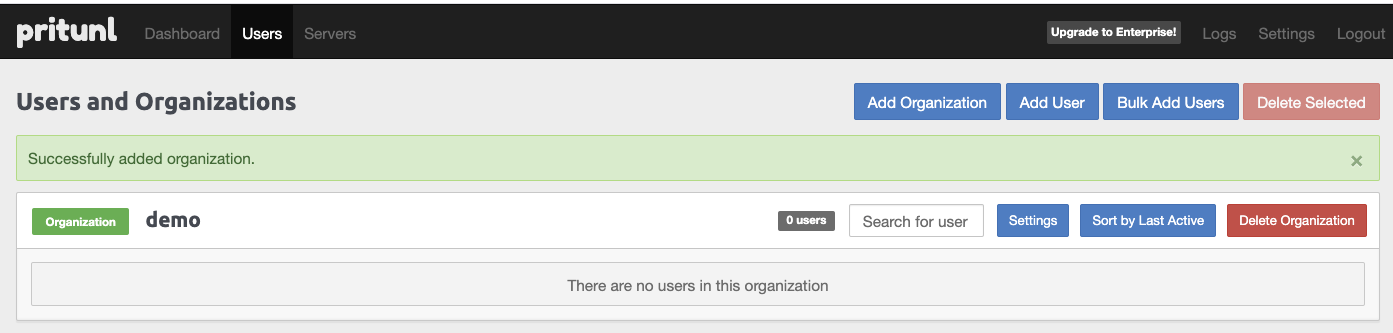 pritunl Dashboard Users Servers Upgrade to Enterprise! Logs Settings Logout
Users and Organizations Add Organization Add User Bulk Add Users Delete Selected
Successfully added organization. ×
Organization demo 0 users Search for user Settings Sort by Last Active Delete Organization
There are no users in this organization